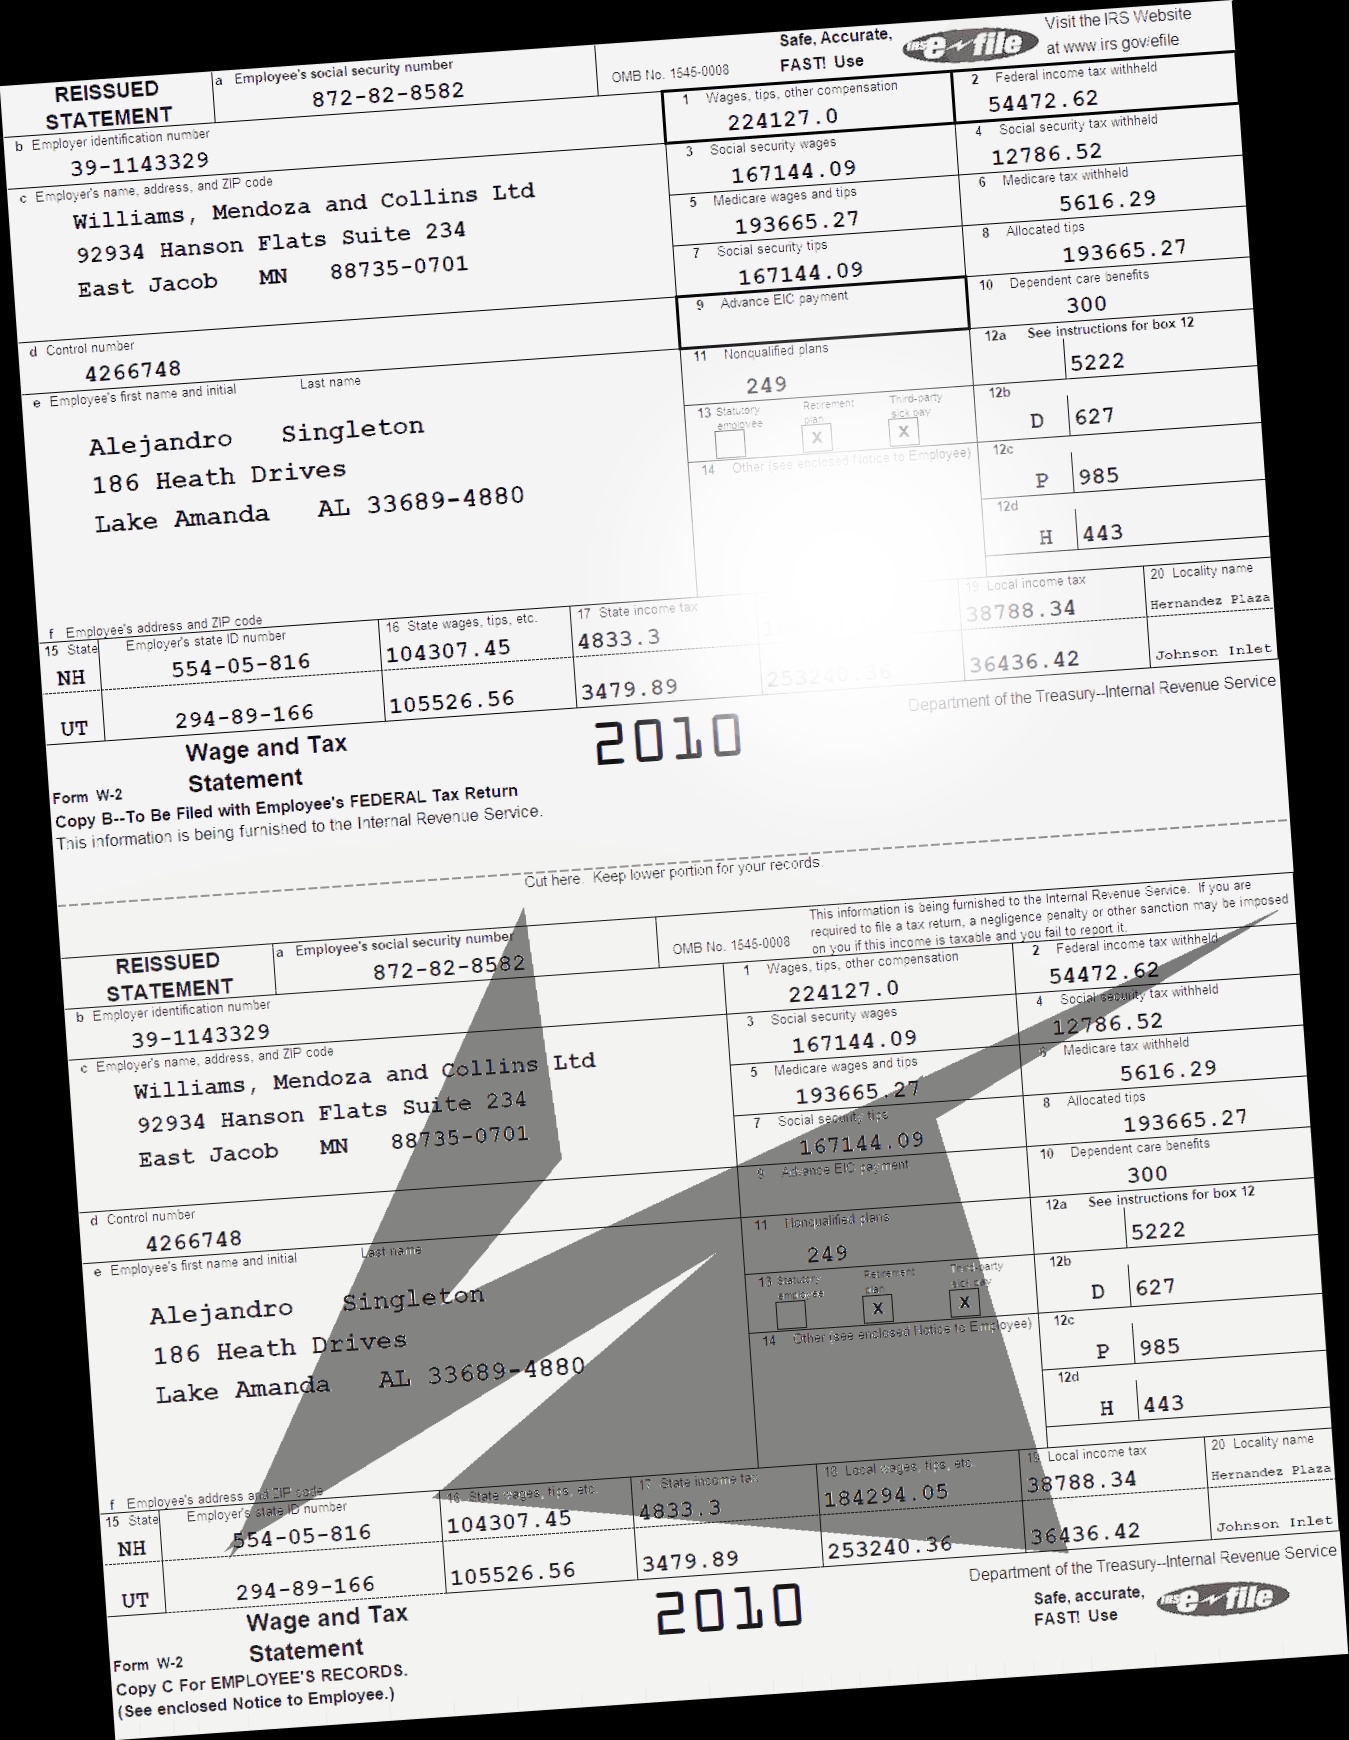 Safe, Accurate,
FAST! Use
IRS e-file
Visit the IRS Website
at www irs gov/efile
REISSUED
STATEMENT
a Employee's social security number
872-82-8582
OMB No. 1545-0008
1 Wages, tips, other compensation
224127.0
2 Federal income tax withheld
54472.62
b Employer identification number
39-1143329
3 Social security wages
167144.09
4 Social security tax withheld
12786.52
c Employer's name, address, and ZIP code
Williams, Mendoza and Collins Ltd
92934 Hanson Flats Suite 234
East Jacob MN 88735-0701
5 Medicare wages and tips
193665.27
6 Medicare tax withheld
5616.29
7 Social security tips
167144.09
8 Allocated tips
193665.27
9 Advance EIC payment
10 Dependent care benefits
300
d Control number
4266748
11 Nonqualified plans
249
12a See instructions for box 12
5222
e Employee's first name and initial Last name
Alejandro Singleton
186 Heath Drives
Lake Amanda AL 33689-4880
13 Statutory employee
Retirement plan
X
Third-party sick pay
X
12b
D 627
14 Other (see enclosed Notice to Employee)
12c
P 985
12d
H 443
f Employee's address and ZIP code
15 State Employer's state ID number
16 State wages, tips, etc.
17 State income tax
19 Local income tax
20 Locality name
NH 554-05-816 104307.45 4833.3 38788.34 Hernandez Plaza
UT 294-89-166 105526.56 3479.89 253240.36 36436.42 Johnson Inlet
Wage and Tax
Statement
2010
Department of the Treasury--Internal Revenue Service
Form W-2
Copy B--To Be Filed with Employee's FEDERAL Tax Return
This information is being furnished to the Internal Revenue Service.
Cut here. Keep lower portion for your records.
REISSUED
STATEMENT
a Employee's social security number
872-82-8582
OMB No. 1545-0008
This information is being furnished to the Internal Revenue Service. If you are
required to file a tax return, a negligence penalty or other sanction may be imposed
on you if this income is taxable and you fail to report it.
1 Wages, tips, other compensation
224127.0
2 Federal income tax withheld
54472.62
b Employer identification number
39-1143329
3 Social security wages
167144.09
4 Social security tax withheld
12786.52
c Employer's name, address, and ZIP code
Williams, Mendoza and Collins Ltd
92934 Hanson Flats Suite 234
East Jacob MN 88735-0701
5 Medicare wages and tips
193665.27
6 Medicare tax withheld
5616.29
7 Social security tips
167144.09
8 Allocated tips
193665.27
9 Advance EIC payment
10 Dependent care benefits
300
d Control number
4266748
11 Nonqualified plans
249
12a See instructions for box 12
5222
e Employee's first name and initial Last name
Alejandro Singleton
186 Heath Drives
Lake Amanda AL 33689-4880
13 Statutory employee
Retirement plan
X
Third-party sick pay
X
12b
D 627
14 Other (see enclosed Notice to Employee)
12c
P 985
12d
H 443
f Employee's address and ZIP code
15 State Employer's state ID number
16 State wages, tips, etc.
17 State income tax
18 Local wages, tips, etc.
19 Local income tax
20 Locality name
NH 554-05-816 104307.45 4833.3 184294.05 38788.34 Hernandez Plaza
UT 294-89-166 105526.56 3479.89 253240.36 36436.42 Johnson Inlet
Wage and Tax
Statement
2010
Department of the Treasury--Internal Revenue Service
Safe, accurate,
FAST! Use
IRS e-file
Form W-2
Copy C For EMPLOYEE'S RECORDS.
(See enclosed Notice to Employee.)